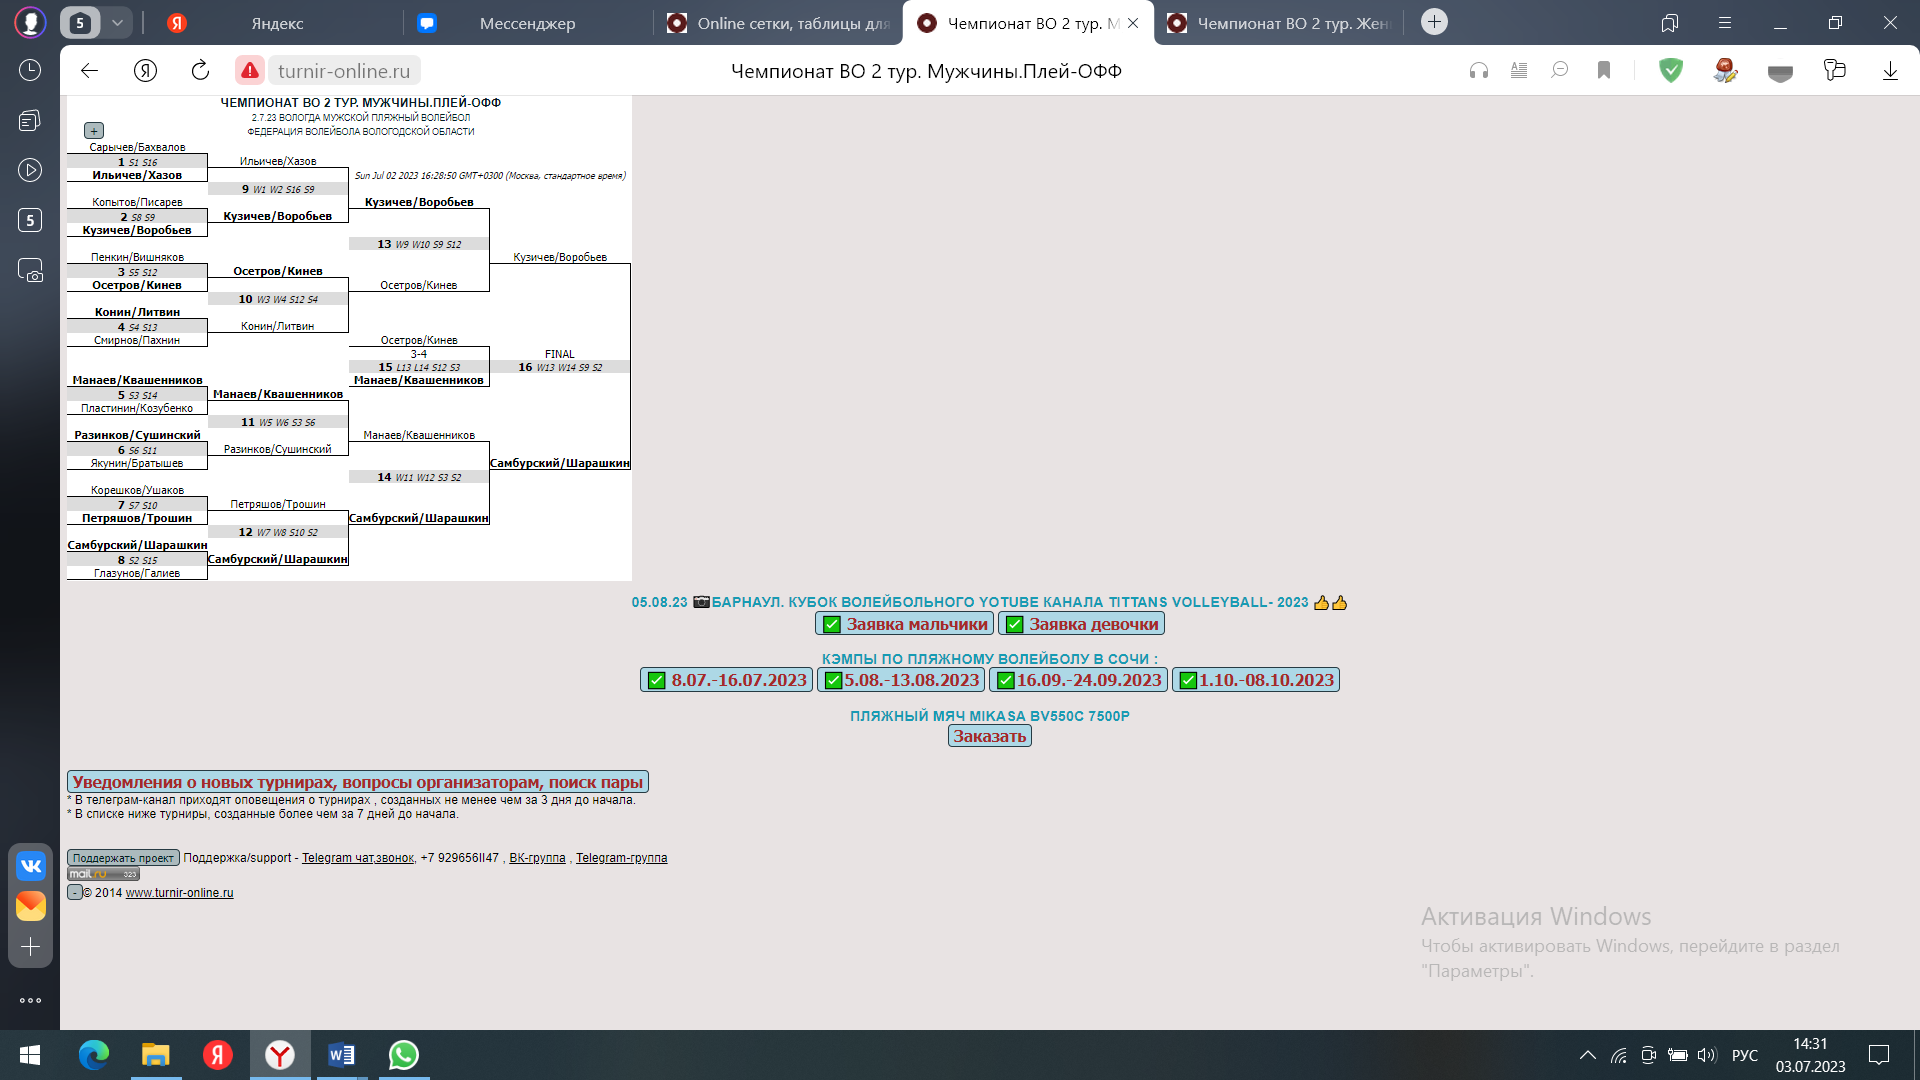 5
Яндекс
Мессенджер
Online сетки, таблицы для
Чемпионат ВО 2 тур. М
Чемпионат ВО 2 тур. Жен
turnir-online.ru
Чемпионат ВО 2 тур. Мужчины.Плей-ОФФ
5
ЧЕМПИОНАТ ВО 2 ТУР. МУЖЧИНЫ.ПЛЕЙ-ОФФ
2.7.23 ВОЛОГДА МУЖСКОЙ ПЛЯЖНЫЙ ВОЛЕЙБОЛ
ФЕДЕРАЦИЯ ВОЛЕЙБОЛА ВОЛОГОДСКОЙ ОБЛАСТИ
+
Сарычев/Бахвалов
1 S1 S16
Ильичев/Хазов
Копытов/Писарев
2 S8 S9
Кузичев/Воробьев
Пенкин/Вишняков
3 S5 S12
Осетров/Кинев
Конин/Литвин
4 S4 S13
Смирнов/Пахнин
Манаев/Квашенников
5 S3 S14
Пластинин/Козубенко
Разинков/Сушинский
6 S6 S11
Якунин/Братышев
Корешков/Ушаков
7 S7 S10
Петряшов/Трошин
Самбурский/Шарашкин
8 S2 S15
Глазунов/Галиев
Ильичев/Хазов
9 W1 W2 S16 S9
Кузичев/Воробьев
Осетров/Кинев
10 W3 W4 S12 S4
Конин/Литвин
Манаев/Квашенников
11 W5 W6 S3 S6
Разинков/Сушинский
Петряшов/Трошин
12 W7 W8 S10 S2
Самбурский/Шарашкин
Sun Jul 02 2023 16:28:50 GMT+0300 (Москва, стандартное время)
Кузичев/Воробьев
13 W9 W10 S9 S12
Осетров/Кинев
Осетров/Кинев
3-4
15 L13 L14 S12 S3
Манаев/Квашенников
Манаев/Квашенников
14 W11 W12 S3 S2
Самбурский/Шарашкин
Кузичев/Воробьев
FINAL
16 W13 W14 S9 S2
Самбурский/Шарашкин
05.08.23 📷БАРНАУЛ. КУБОК ВОЛЕЙБОЛЬНОГО YOTUBE КАНАЛА TITTANS VOLLEYBALL- 2023 👍👍
✅ Заявка мальчики ✅ Заявка девочки
КЭМПЫ ПО ПЛЯЖНОМУ ВОЛЕЙБОЛУ В СОЧИ :
✅ 8.07.-16.07.2023 ✅5.08.-13.08.2023 ✅16.09.-24.09.2023 ✅1.10.-08.10.2023
ПЛЯЖНЫЙ МЯЧ MIKASA BV550C 7500Р
Заказать
Уведомления о новых турнирах, вопросы организаторам, поиск пары
* В телеграм-канал приходят оповещения о турнирах , созданных не менее чем за 3 дня до начала.
* В списке ниже турниры, созданные более чем за 7 дней до начала.
Поддержать проект Поддержка/support - Telegram чат,звонок, +7 929656II47 , ВК-группа , Telegram-группа
mail.ru 323
- © 2014 www.turnir-online.ru
Активация Windows
Чтобы активировать Windows, перейдите в раздел
"Параметры".
РУС
14:31
03.07.2023